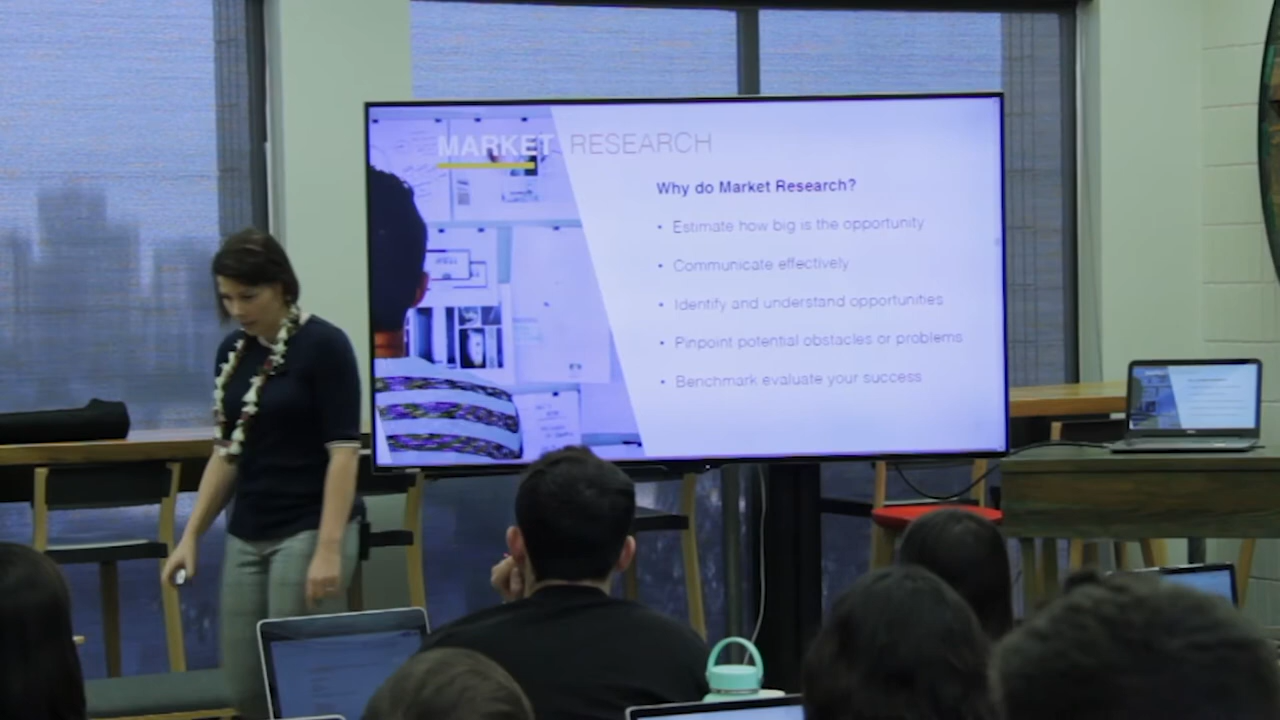 MARKET RESEARCH
Why do Market Research?
• Estimate how big is the opportunity
• Communicate effectively
• Identify and understand opportunities
• Pinpoint potential obstacles or problems
• Benchmark evaluate your success